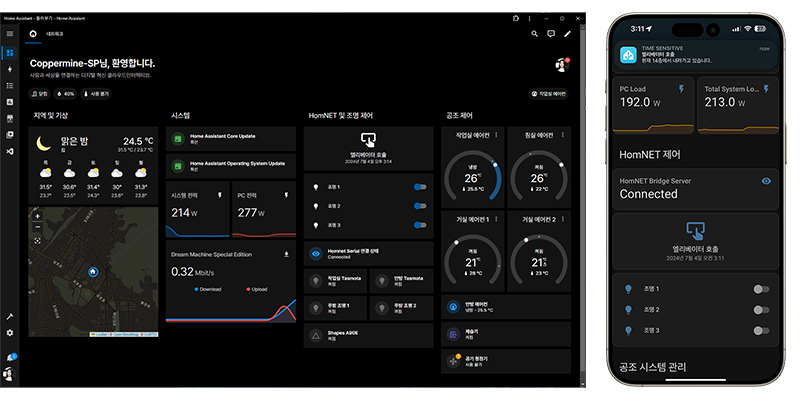 Home Assistant – 둘러보기 – Home Assistant
네트워크
Coppermine-SP님, 환영합니다.
사람과 세상을 연결하는 디지털 혁신 클라우드인터랙티브.
닫힘
40%
사용 불가
작업실 에어컨
지역 및 기상
맑은 밤
집
24.5 °C
31.5°C / 23.7°C
목
금
토
일
월
31.5°
30.6°
31.4°
30°
31.6°
23.7°
23.5°
24.3°
23.6°
23.8°
+
−
Leaflet | © OpenStreetMap, © CARTO
시스템
Home Assistant Core Update
최신
Home Assistant Operating System Update
최신
시스템 전력
214 W
PC 전력
277 W
Dream Machine Special Edition
0.32 Mbit/s
Download
Upload
HomNET 및 조명 제어
엘리베이터 호출
2024년 7월 4일 오후 3:14
조명 1
조명 2
조명 3
Homnet Serial 연결 상태
Connected
작업실 Tasmota
꺼짐
안방 Tasmota
꺼짐
주방 조명 1
꺼짐
주방 조명 2
꺼짐
Shapes A90E
꺼짐
공조 제어
작업실 에어컨
냉방
26°C
25.5 °C
침실 에어컨
꺼짐
26°C
22 °C
거실 에어컨 1
꺼짐
21°C
28 °C
거실 에어컨 2
꺼짐
21°C
23 °C
안방 에어컨
냉방 - 25.5 °C
제습기
꺼짐
공기 청정기
사용 불가
3:11
TIME SENSITIVE
now
엘리베이터 호출
현재 14층에서 내려가고 있습니다.
PC Load
192.0 W
Total System Lo...
213.0 W
HomNET 제어
HomNET Bridge Server
Connected
엘리베이터 호출
2024년 7월 4일 오전 3:11
조명 1
조명 2
조명 3
공조 시스템 관리